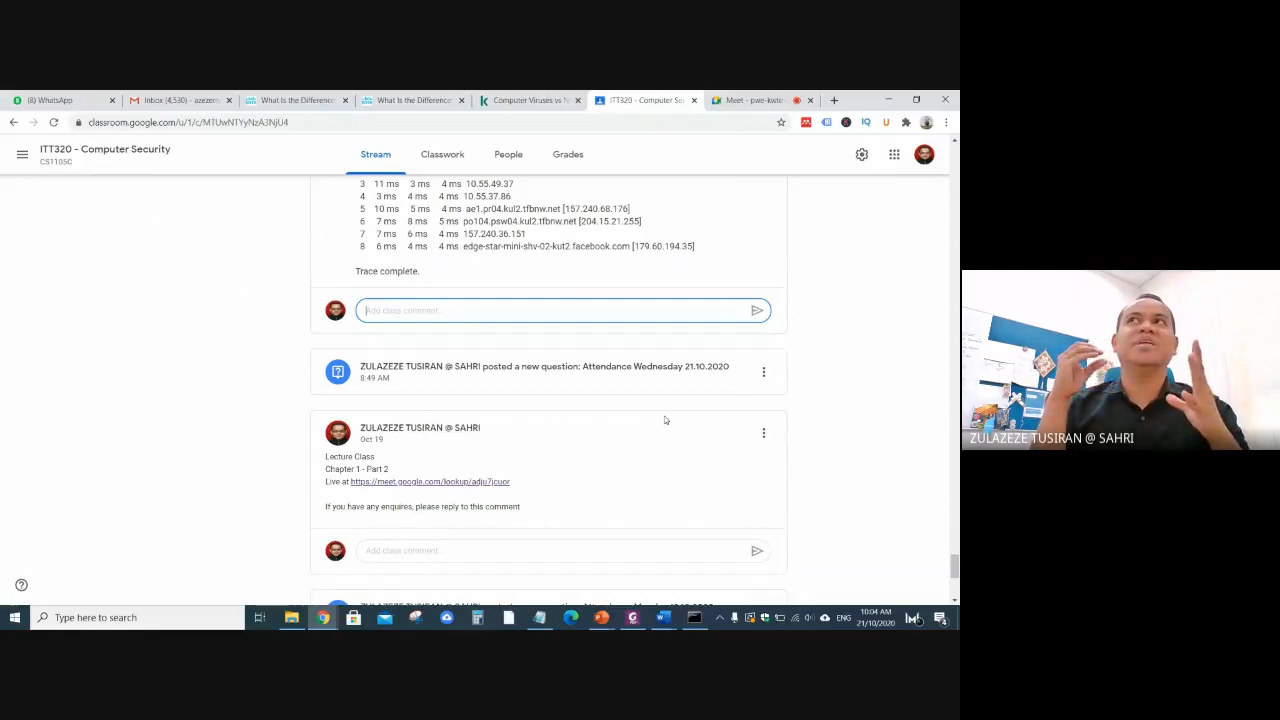 (8) WhatsApp
Inbox (4,530) - azezem
What Is the Difference
What Is the Difference
Computer Viruses vs N
ITT320 - Computer Sec
Meet - pwe-kwtc-
classroom.google.com/u/1/c/MTUwNTYyNzA3NjU4
ITT320 - Computer Security
CS1105C
Stream
Classwork
People
Grades
3 11 ms 3 ms 4 ms 10.55.49.37
4 3 ms 4 ms 4 ms 10.55.37.86
5 10 ms 5 ms 4 ms ae1.pr04.kul2.tfbnw.net [157.240.68.176]
6 7 ms 8 ms 5 ms po104.psw04.kul2.tfbnw.net [204.15.21.255]
7 7 ms 6 ms 4 ms 157.240.36.151
8 6 ms 4 ms 4 ms edge-star-mini-shv-02-kut2.facebook.com [179.60.194.35]
Trace complete.
Add class comment...
ZULAZEZE TUSIRAN @ SAHRI posted a new question: Attendance Wednesday 21.10.2020
8:49 AM
ZULAZEZE TUSIRAN @ SAHRI
Oct 19
Lecture Class
Chapter 1 - Part 2
Live at https://meet.google.com/lookup/adju7jcuor
If you have any enquires, please reply to this comment
Add class comment...
ZULAZEZE TUSIRAN @ SAHRI
Type here to search
ENG
10:04 AM
21/10/2020